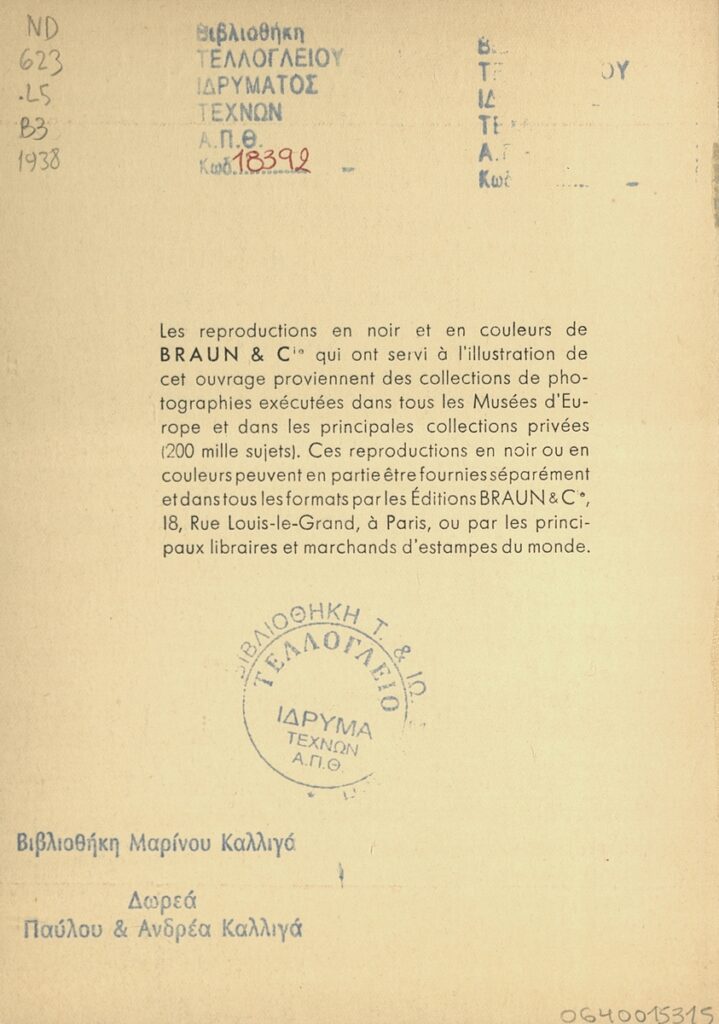 ND
623
.L5
B3
1938
Βιβλιοθήκη
ΤΕΛΛΟΓΛΕΙΟΥ
ΙΔΡΥΜΑΤΟΣ
ΤΕΧΝΩΝ
Α.Π.Θ.
Κωδ.18392
Les reproductions en noir et en couleurs de
BRAUN & Cie qui ont servi à l'illustration de
cet ouvrage proviennent des collections de pho-
tographies exécutées dans tous les Musées d'Eu-
rope et dans les principales collections privées
(200 mille sujets). Ces reproductions en noir ou en
couleurs peuvent en partie être fournies séparément
et dans tous les formats par les Éditions BRAUN & Cie,
18, Rue Louis-le-Grand, à Paris, ou par les princi-
paux libraires et marchands d'estampes du monde.
ΒΙΒΛΙΟΘΗΚΗ Τ. & ΙΩ
ΤΕΛΛΟΓΛΕΙΟ
ΙΔΡΥΜΑ
ΤΕΧΝΩΝ
Α.Π.Θ.
Βιβλιοθήκη Μαρίνου Καλλιγά
Δωρεά
Παύλου & Ανδρέα Καλλιγά
0640015315